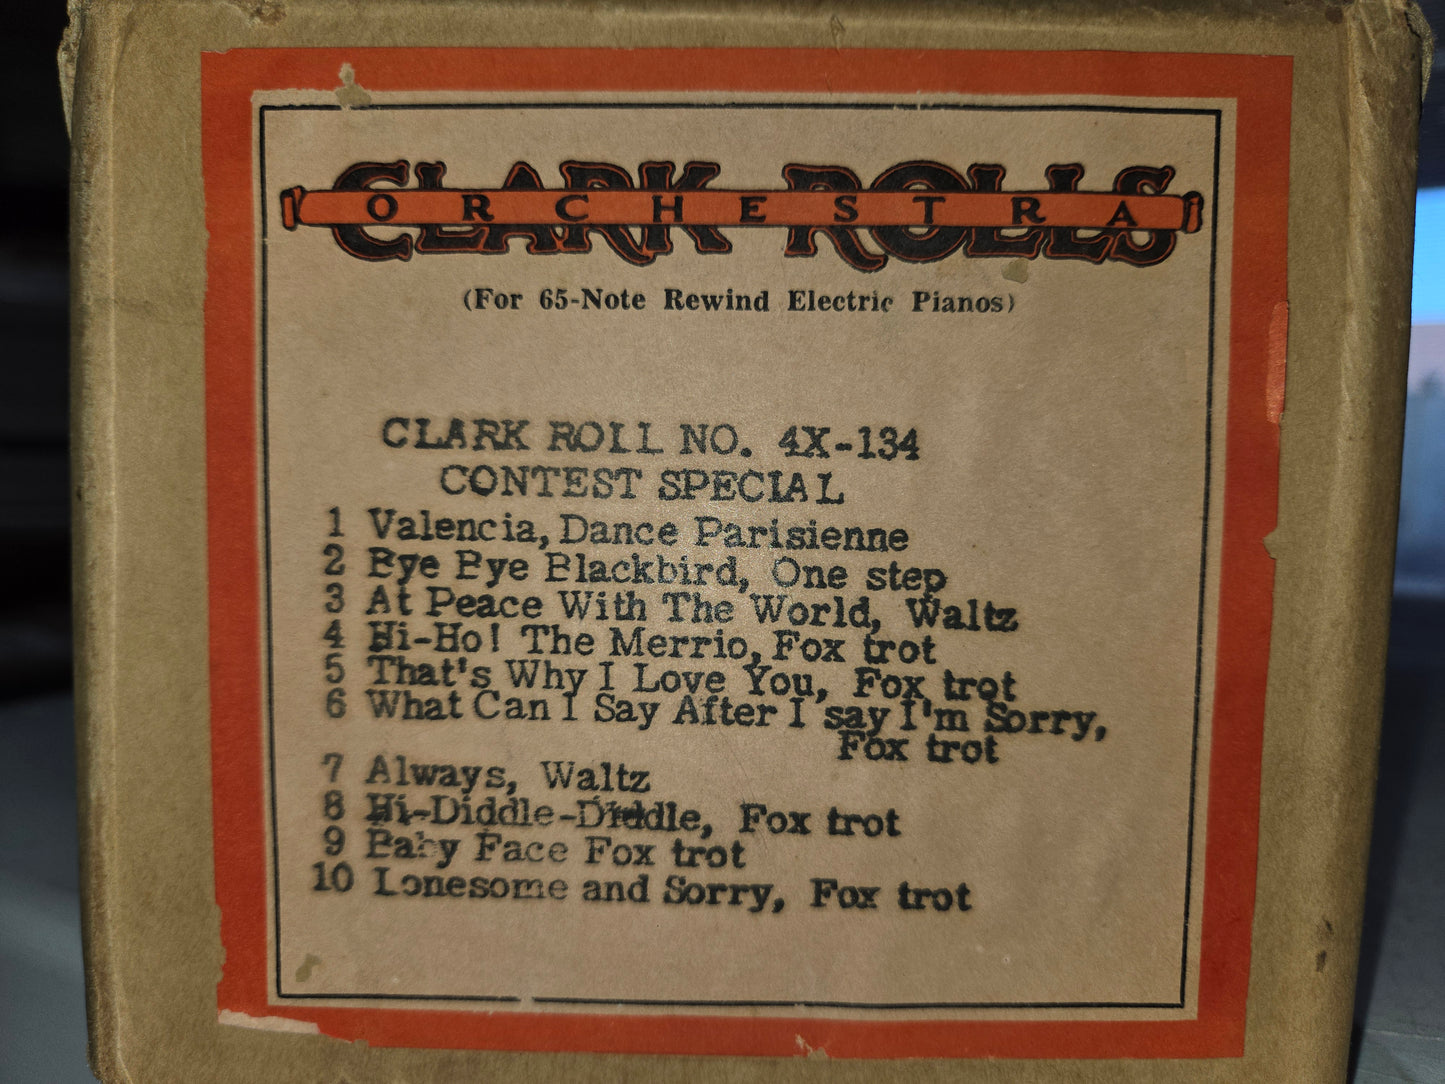 CLARK ROLLS
ORCHESTRA
(For 65-Note Rewind Electric Pianos)
CLARK ROLL NO. 4X-134
CONTEST SPECIAL
1 Valencia, Dance Parisienne
2 Bye Bye Blackbird, One step
3 At Peace With The World, Waltz
4 Hi-Ho! The Merrio, Fox trot
5 That's Why I Love You, Fox trot
6 What Can I Say After I say I'm Sorry,
Fox trot
7 Always, Waltz
8 Hi-Diddle-Diddle, Fox trot
9 Baby Face Fox trot
10 Lonesome and Sorry, Fox trot